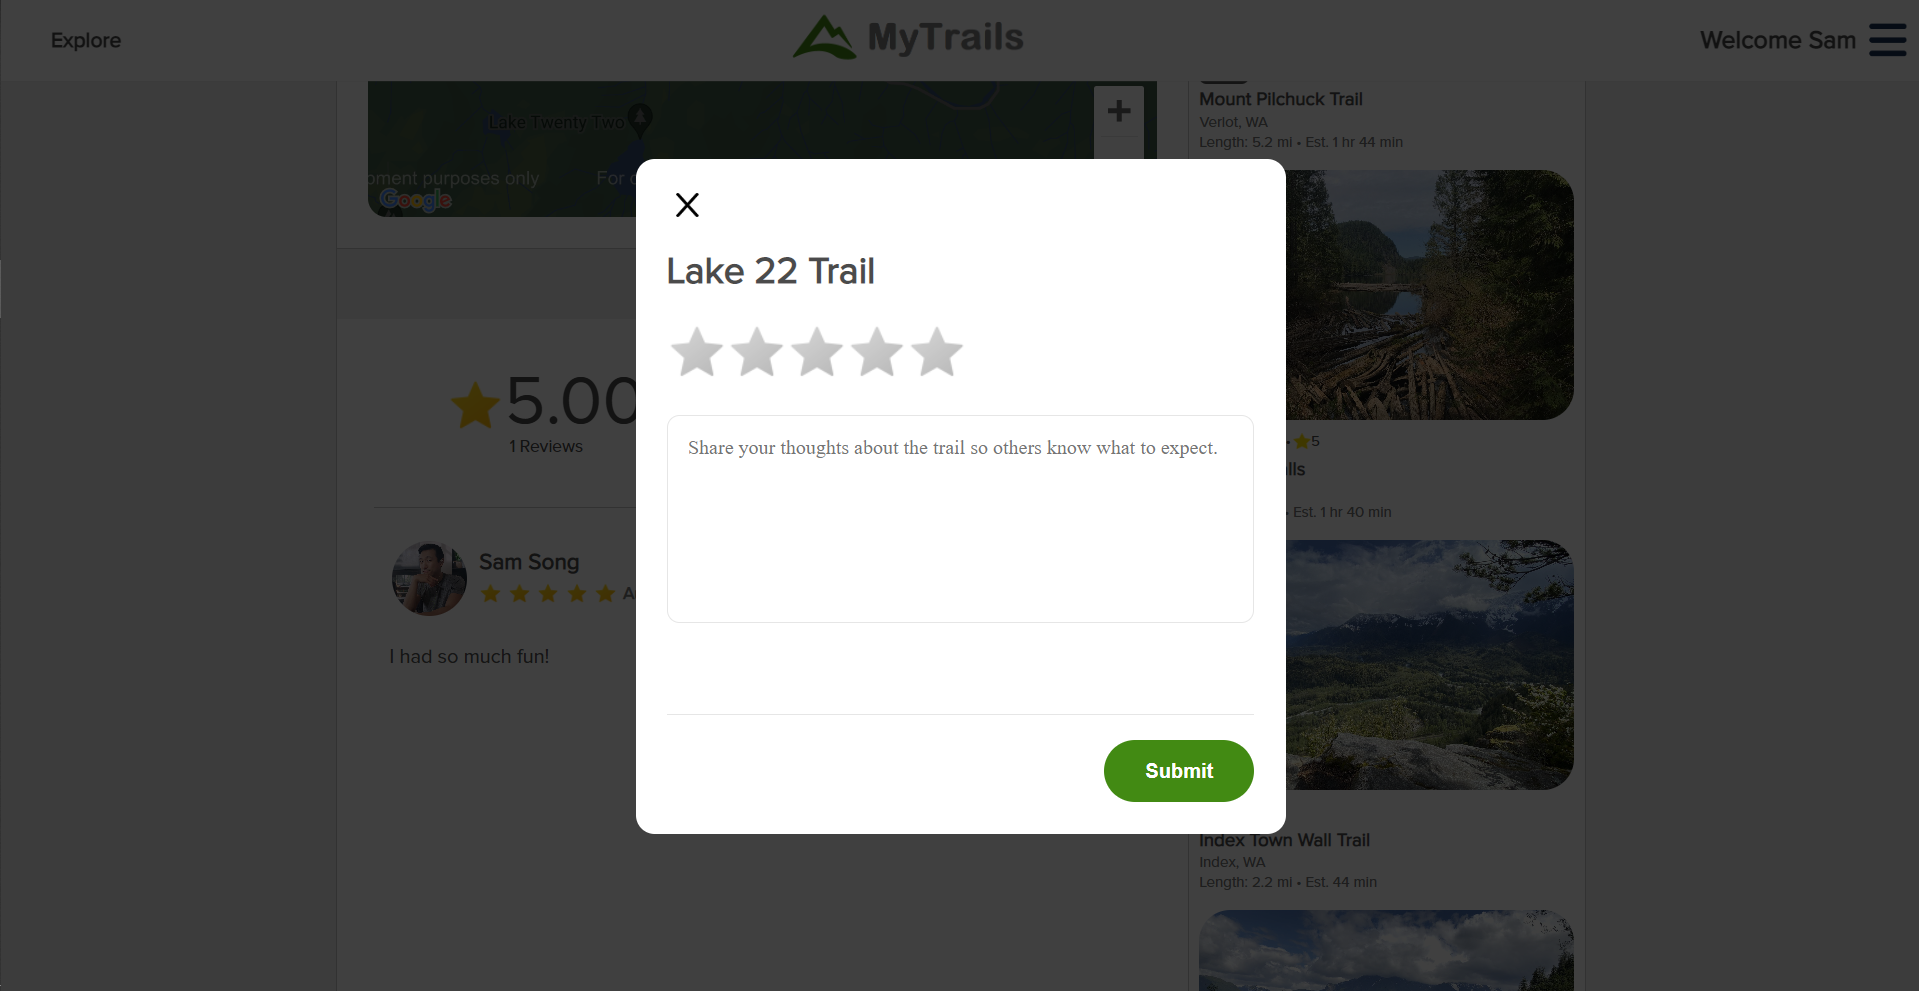 Explore
MyTrails
Welcome Sam
Lake Twenty Two
oment purposes only
For
Google
+
Mount Pilchuck Trail
Verlot, WA
Length: 5.2 mi • Est. 1 hr 44 min
Lake 22 Trail
Share your thoughts about the trail so others know what to expect.
Submit
5.00
1 Reviews
Sam Song
I had so much fun!
• 5
lls
• Est. 1 hr 40 min
Index Town Wall Trail
Index, WA
Length: 2.2 mi • Est. 44 min